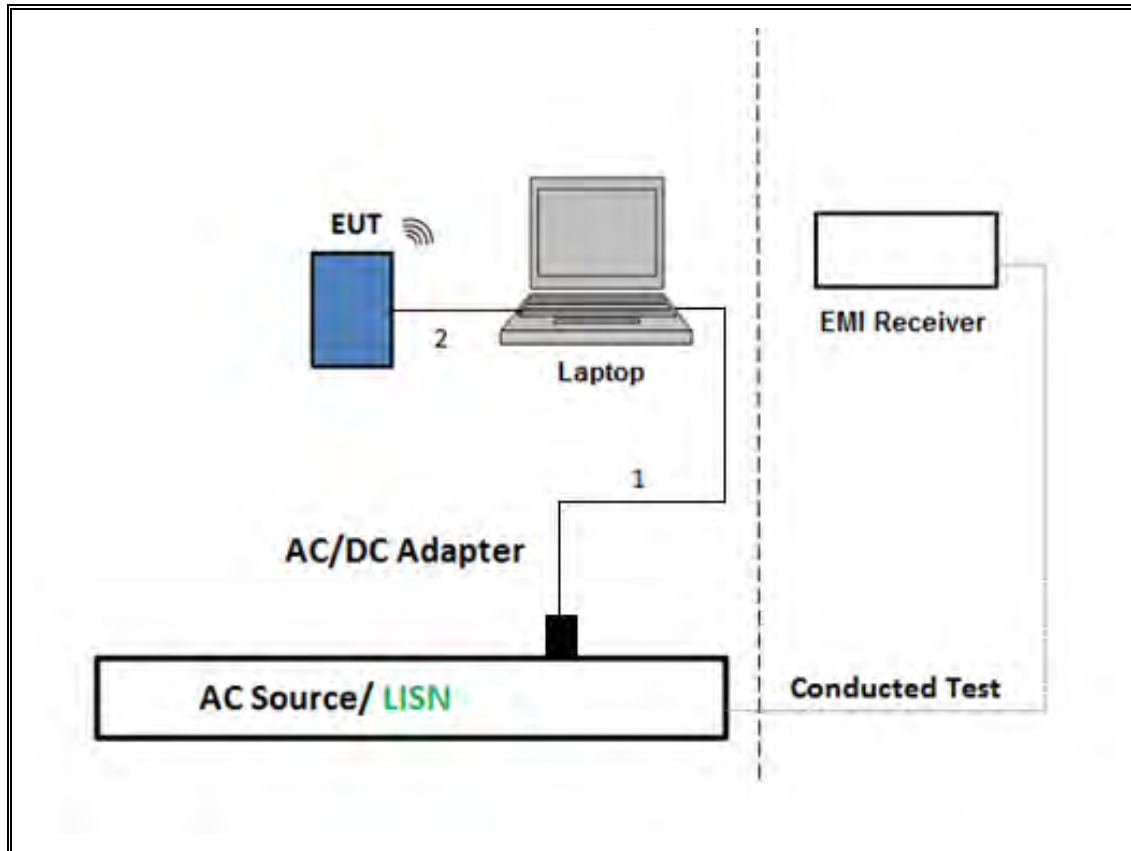 EUT
EMI Receiver
2
Laptop
1
AC/DC Adapter
AC Source/ LISN
Conducted Test